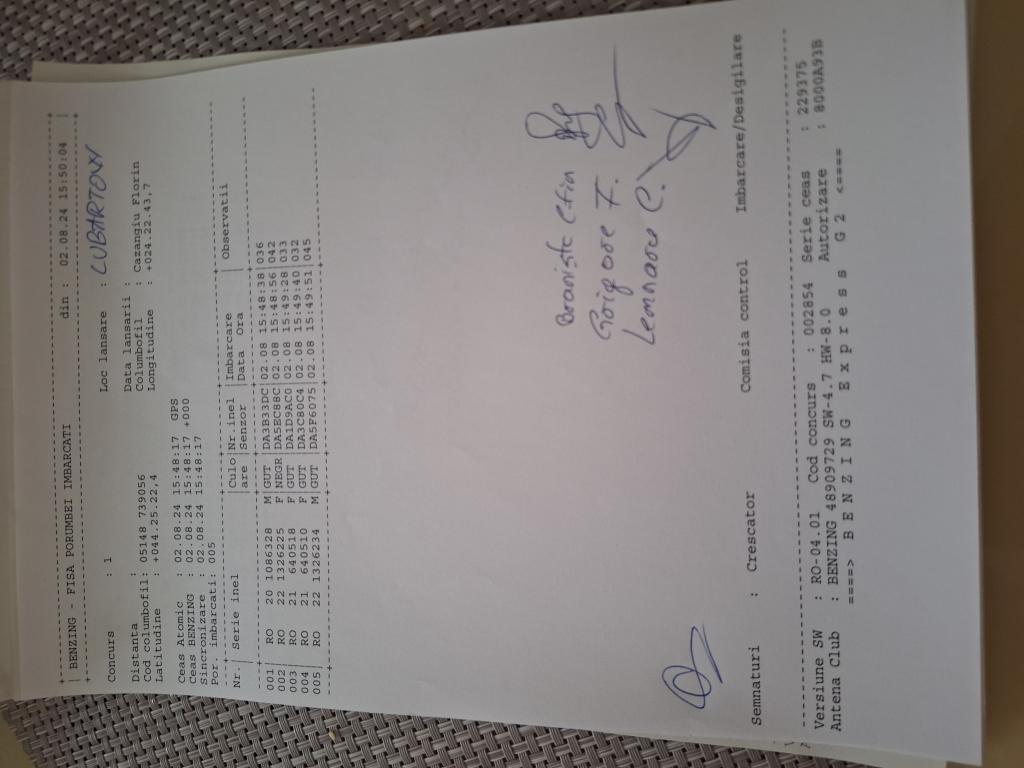 BENZING - FISA PORUMBEI IMBARCATI din : 02.08.24 15:50:04
Concurs : 1 Loc lansare : LUBARTOW
Distanta : Data lansarii :
Cod columbofil: 05148 739056 Columbofil : Cazangiu Florin
Latitudine : +044.25.22,4 Longitudine : +024.22.43,7
Ceas Atomic : 02.08.24 15:48:17 GPS
Ceas BENZING : 02.08.24 15:48:17 +000
Sincronizare : 02.08.24 15:48:17
Por. imbarcati: 005
Nr. | Serie inel |Culo|Nr.inel |Imbarcare | Observatii
|are |Senzor |Data Ora |
001| RO 20 1086328 M|GUT |DA3B33DC|02.08 15:48:38|036
002| RO 22 1326225 F|NEGR|DA5EC88C|02.08 15:48:56|042
003| RO 21 640518 F|GUT |DA1D9AC0|02.08 15:49:28|033
004| RO 21 640510 F|GUT |DA3C80C4|02.08 15:49:40|032
005| RO 22 1326234 M|GUT |DA5F6075|02.08 15:49:51|045
Grigore F.
Semnaturi : Crescator Comisia control Imbarcare/Desigilare
Versiune SW : RO-04.01 Cod concurs : 002854 Serie ceas : 229375
Antena Club : BENZING 48909729 SW-4.7 HW-8.0 Autorizare : 8000A93B
====> B E N Z I N G E x p r e s s G 2 <====